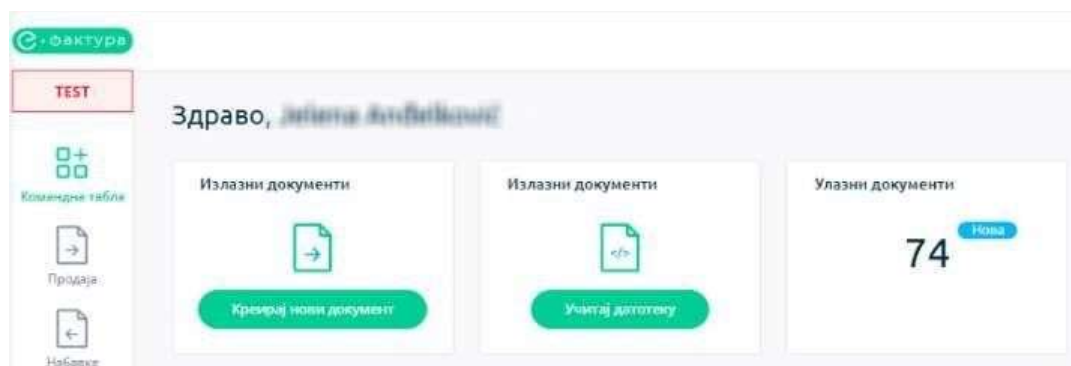 е-фактура
TEST
Здраво,
Командна табла
Продаја
Набавке
Излазни документи
Креирај нови документ
Излазни документи
</>
Учитај датотеку
Улазни документи
74
Нова